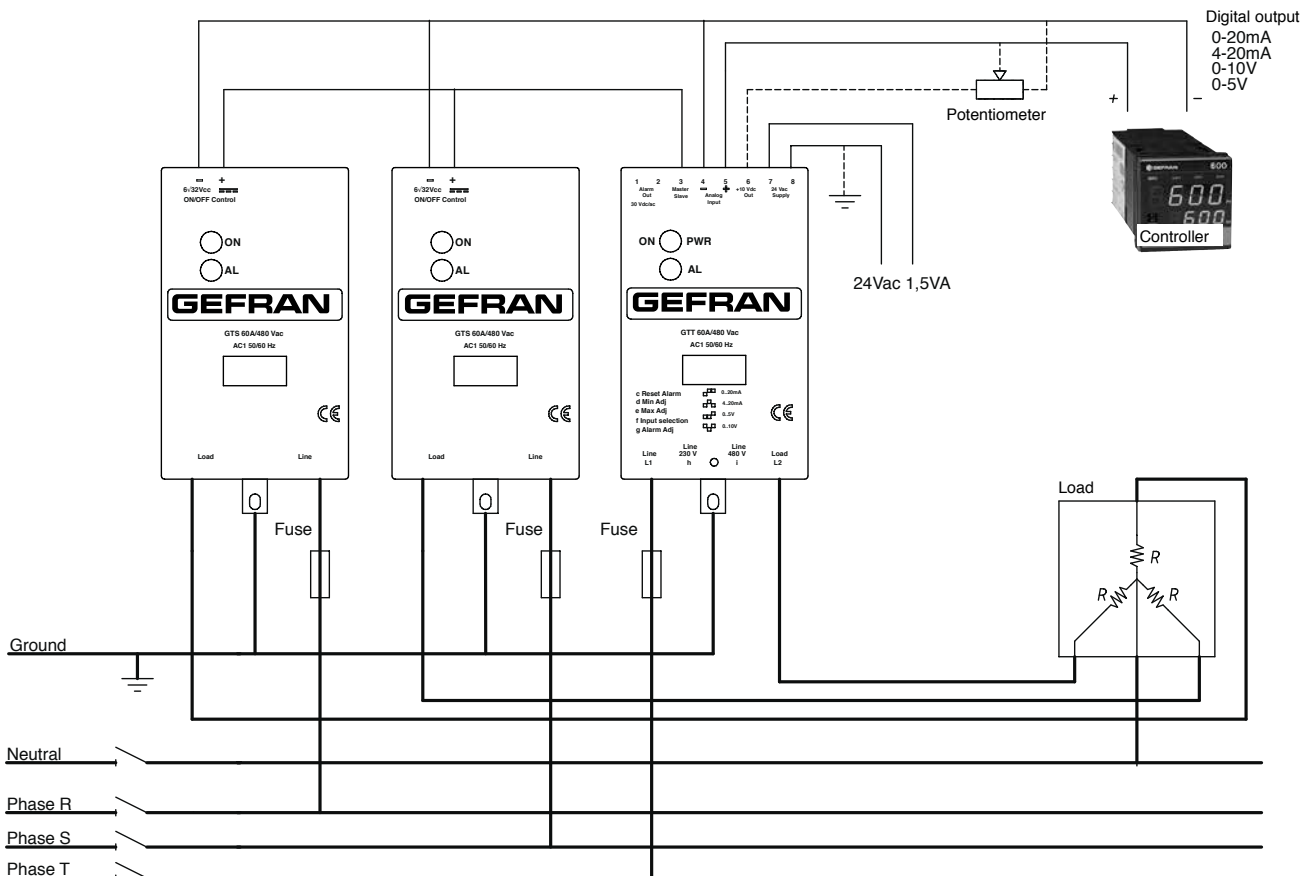 Digital output
0-20mA
4-20mA
0-10V
0-5V
+ −
Potentiometer
GEFRAN 600
600
600
Controller
24Vac 1,5VA
− +
6√32Vcc
ON/OFF Control
ON
AL
GEFRAN
GTS 60A/480 Vac
AC1 50/60 Hz
CE
Load Line
− +
6√32Vcc
ON/OFF Control
ON
AL
GEFRAN
GTS 60A/480 Vac
AC1 50/60 Hz
CE
Load Line
1 2 3 4 5 6 7 8
Alarm Out
30 Vdc/ac
Master Slave
− +
Analog Input
+10 Vdc Out
24 Vac Supply
ON PWR
AL
GEFRAN
GTT 60A/480 Vac
AC1 50/60 Hz
c Reset Alarm 0..20mA
d Min Adj 4..20mA
e Max Adj 0..5V
f Input selection 0..10V
g Alarm Adj
CE
Line L1
Line 230 V h
Line 480 V i
Load L2
Fuse
Fuse
Fuse
Load
R
R
R
Ground
Neutral
Phase R
Phase S
Phase T